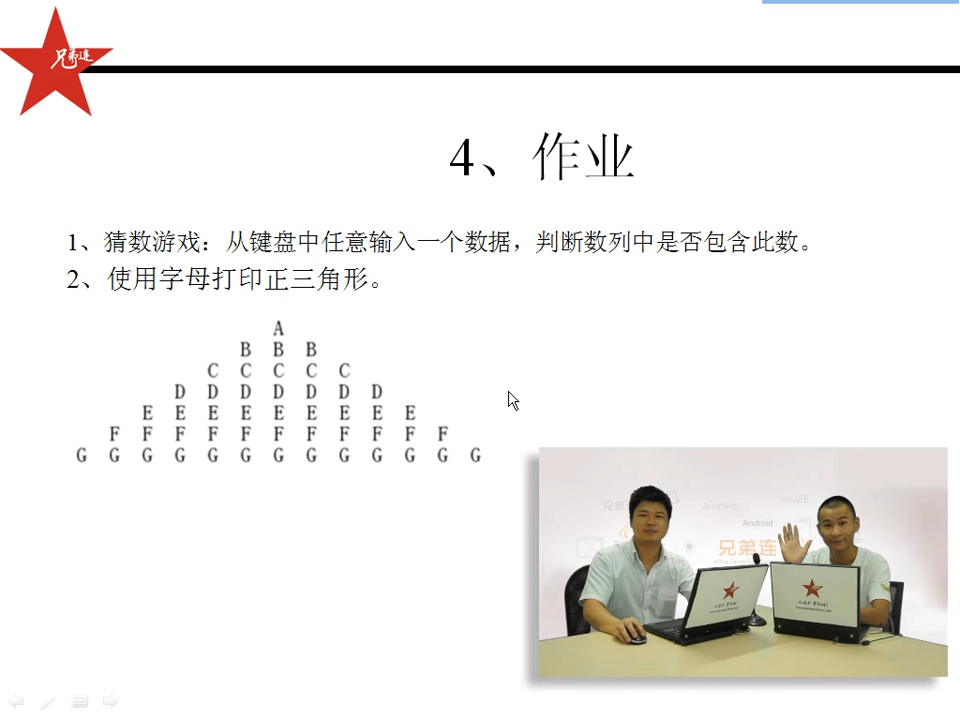 兄弟连
4、作业
1、猜数游戏：从键盘中任意输入一个数据，判断数列中是否包含此数。
2、使用字母打印正三角形。
A
B B B
C C C C C
D D D D D D D
E E E E E E E E E
F F F F F F F F F F F
G G G G G G G G G G G G G
JavaWeb
JavaEE
Android
兄弟连